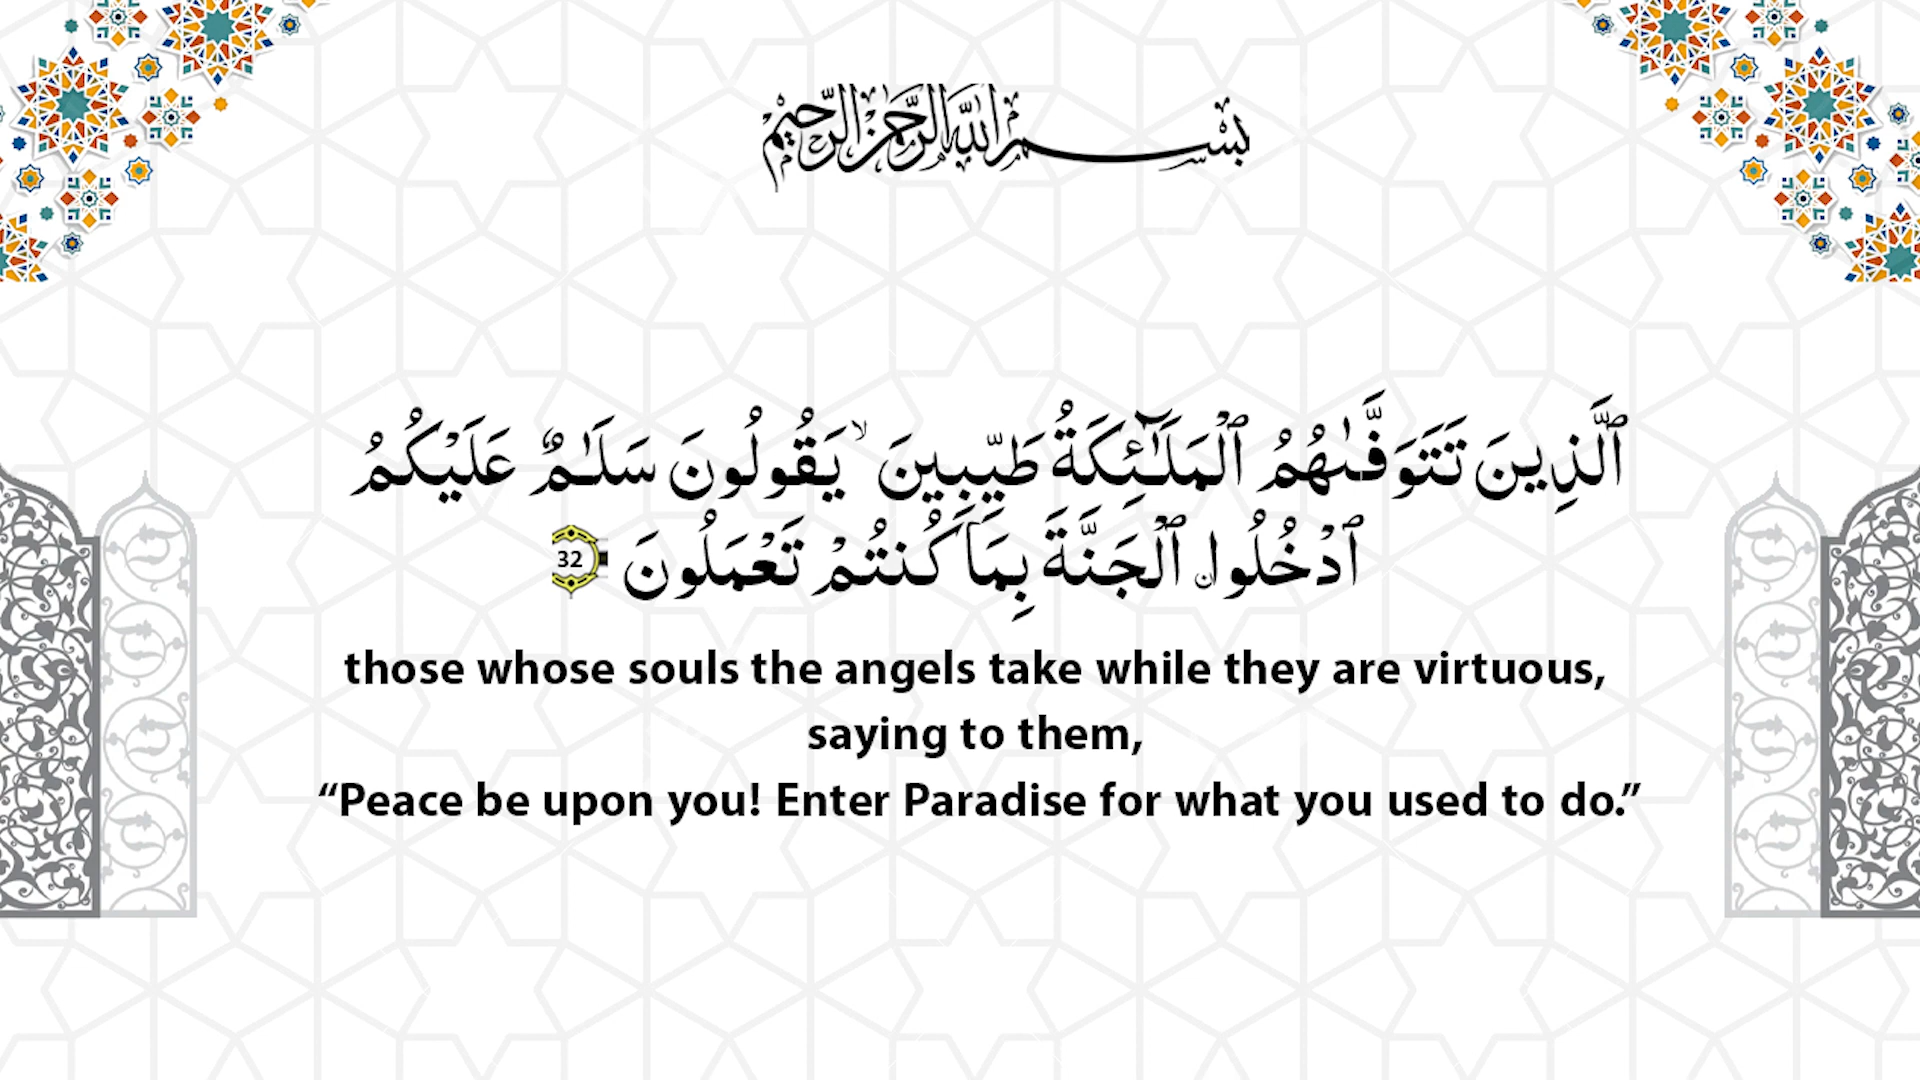 بسم الله الرحمن الرحيم
ٱلَّذِينَ تَتَوَفَّىٰهُمُ ٱلْمَلَـٰٓئِكَةُ طَيِّبِينَ ۙ يَقُولُونَ سَلَـٰمٌ عَلَيْكُمُ
ٱدْخُلُوا۟ ٱلْجَنَّةَ بِمَا كُنتُمْ تَعْمَلُونَ 32
those whose souls the angels take while they are virtuous,
saying to them,
“Peace be upon you! Enter Paradise for what you used to do.”